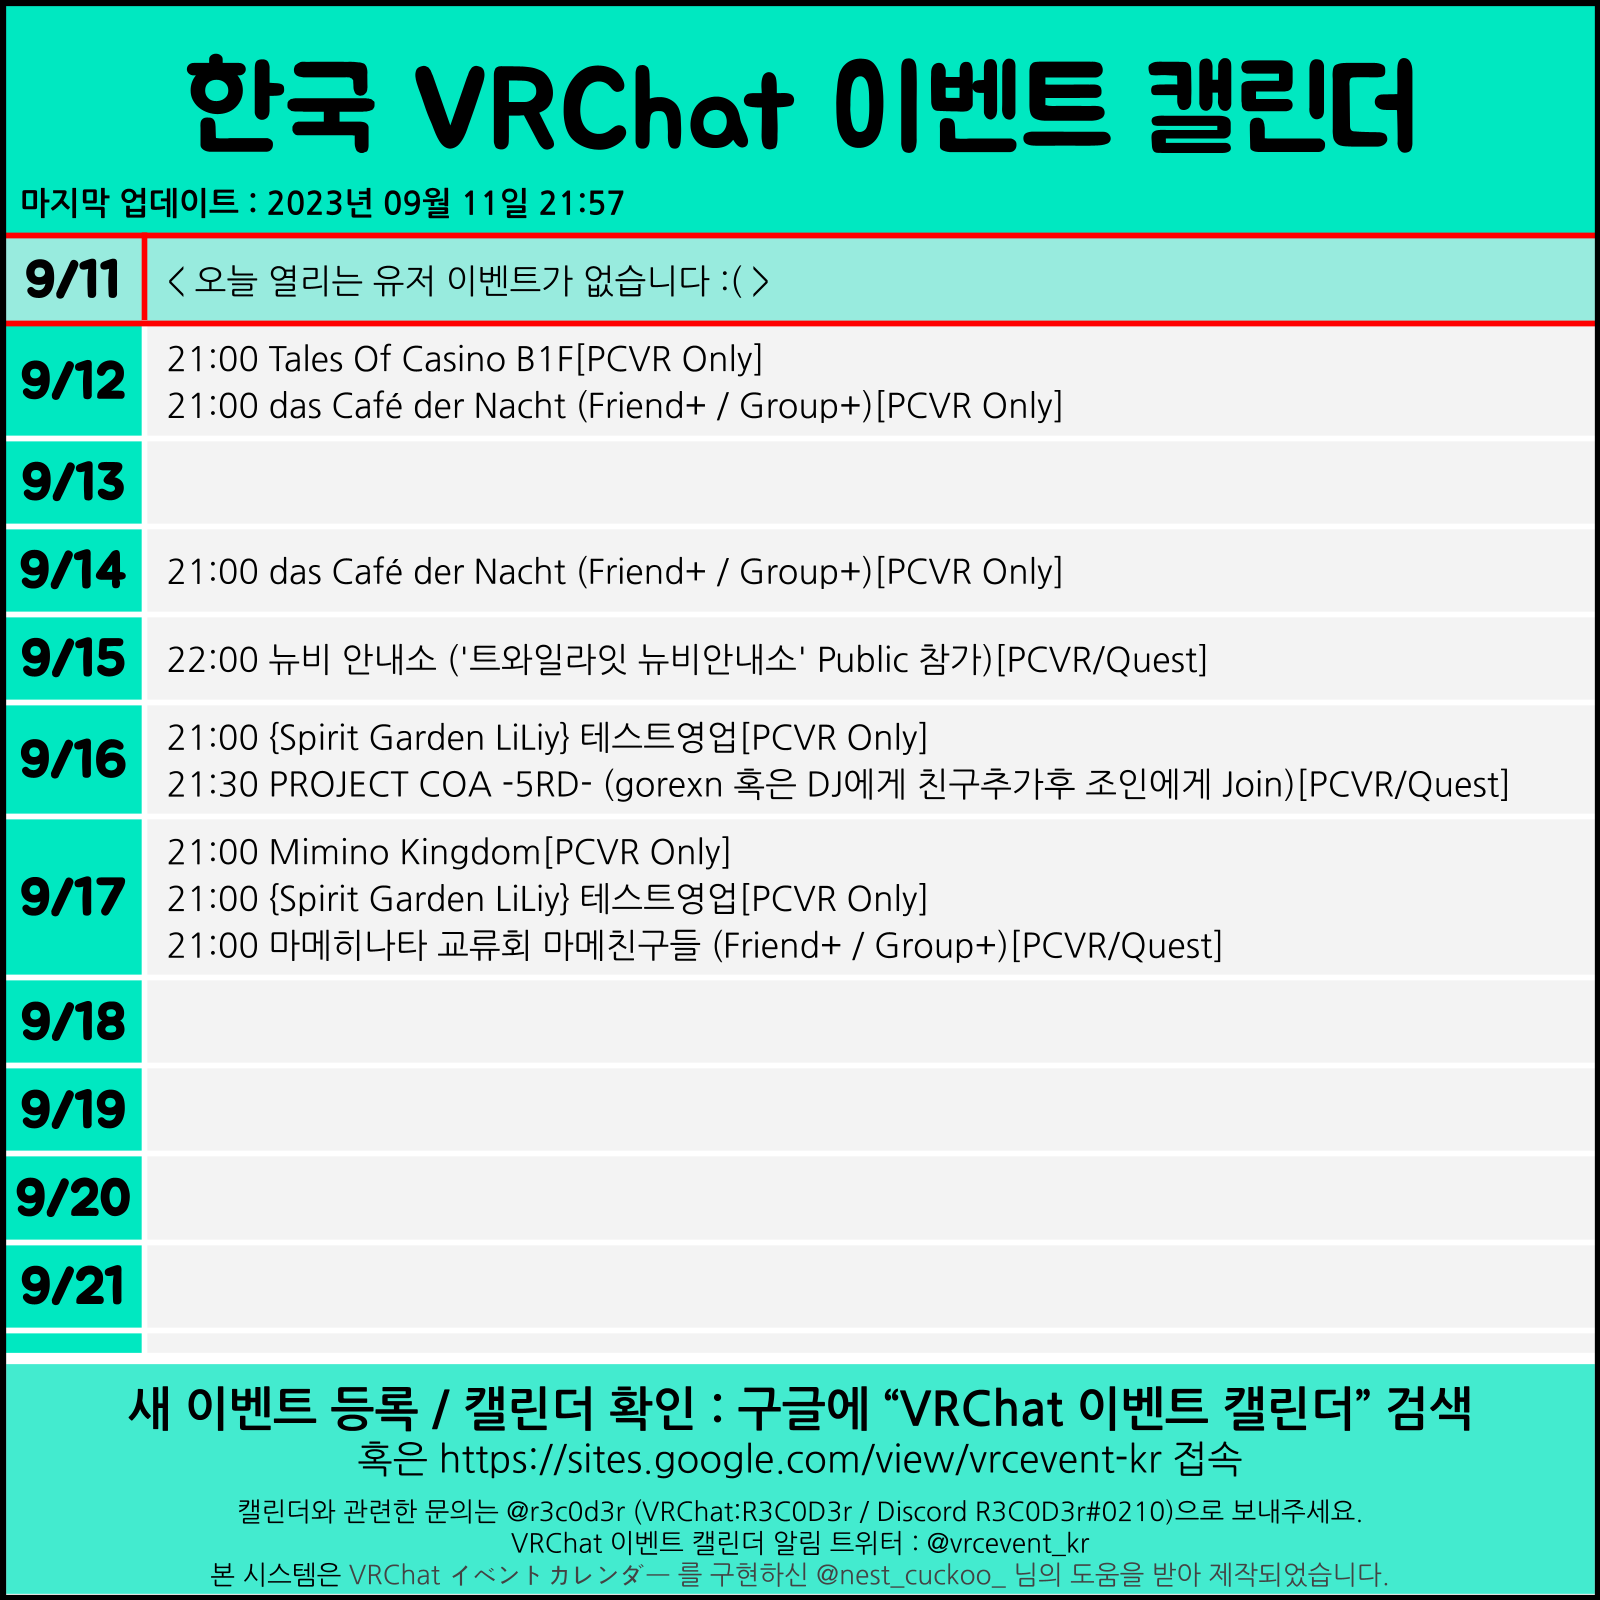 한국 VRChat 이벤트 캘린더
마지막 업데이트 : 2023년 09월 11일 21:57
9/11
< 오늘 열리는 유저 이벤트가 없습니다 :( >
9/12
21:00 Tales Of Casino B1F[PCVR Only]
21:00 das Café der Nacht (Friend+ / Group+)[PCVR Only]
9/13
9/14
21:00 das Café der Nacht (Friend+ / Group+)[PCVR Only]
9/15
22:00 뉴비 안내소 ('트와일라잇 뉴비안내소' Public 참가)[PCVR/Quest]
9/16
21:00 {Spirit Garden LiLiy} 테스트영업[PCVR Only]
21:30 PROJECT COA -5RD- (gorexn 혹은 DJ에게 친구추가후 조인에게 Join)[PCVR/Quest]
9/17
21:00 Mimino Kingdom[PCVR Only]
21:00 {Spirit Garden LiLiy} 테스트영업[PCVR Only]
21:00 마메히나타 교류회 마메친구들 (Friend+ / Group+)[PCVR/Quest]
9/18
9/19
9/20
9/21
새 이벤트 등록 / 캘린더 확인 : 구글에 “VRChat 이벤트 캘린더” 검색
혹은 https://sites.google.com/view/vrcevent-kr 접속
캘린더와 관련한 문의는 @r3c0d3r (VRChat:R3C0D3r / Discord R3C0D3r#0210)으로 보내주세요.
VRChat 이벤트 캘린더 알림 트위터 : @vrcevent_kr
본 시스템은 VRChat イベントカレンダー 를 구현하신 @nest_cuckoo_ 님의 도움을 받아 제작되었습니다.